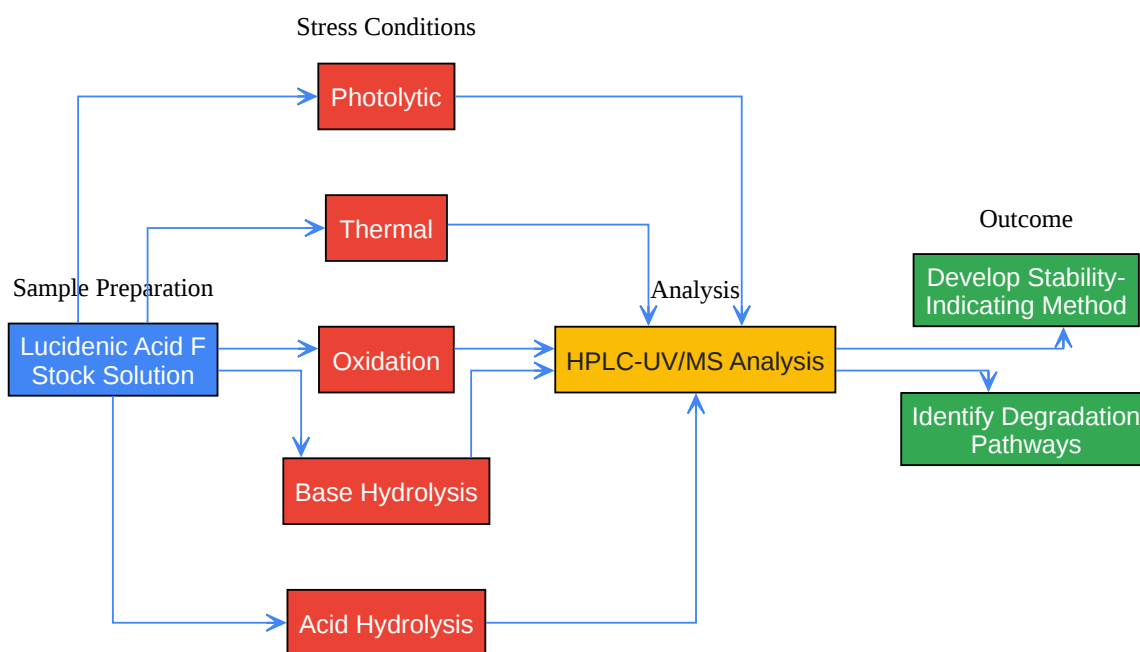 Stress Conditions
Photolytic
Thermal
Outcome
Develop Stability-
Indicating Method
Sample Preparation
Analysis
Lucidenic Acid F
Stock Solution
Oxidation
HPLC-UV/MS Analysis
Identify Degradation
Pathways
Base Hydrolysis
Acid Hydrolysis